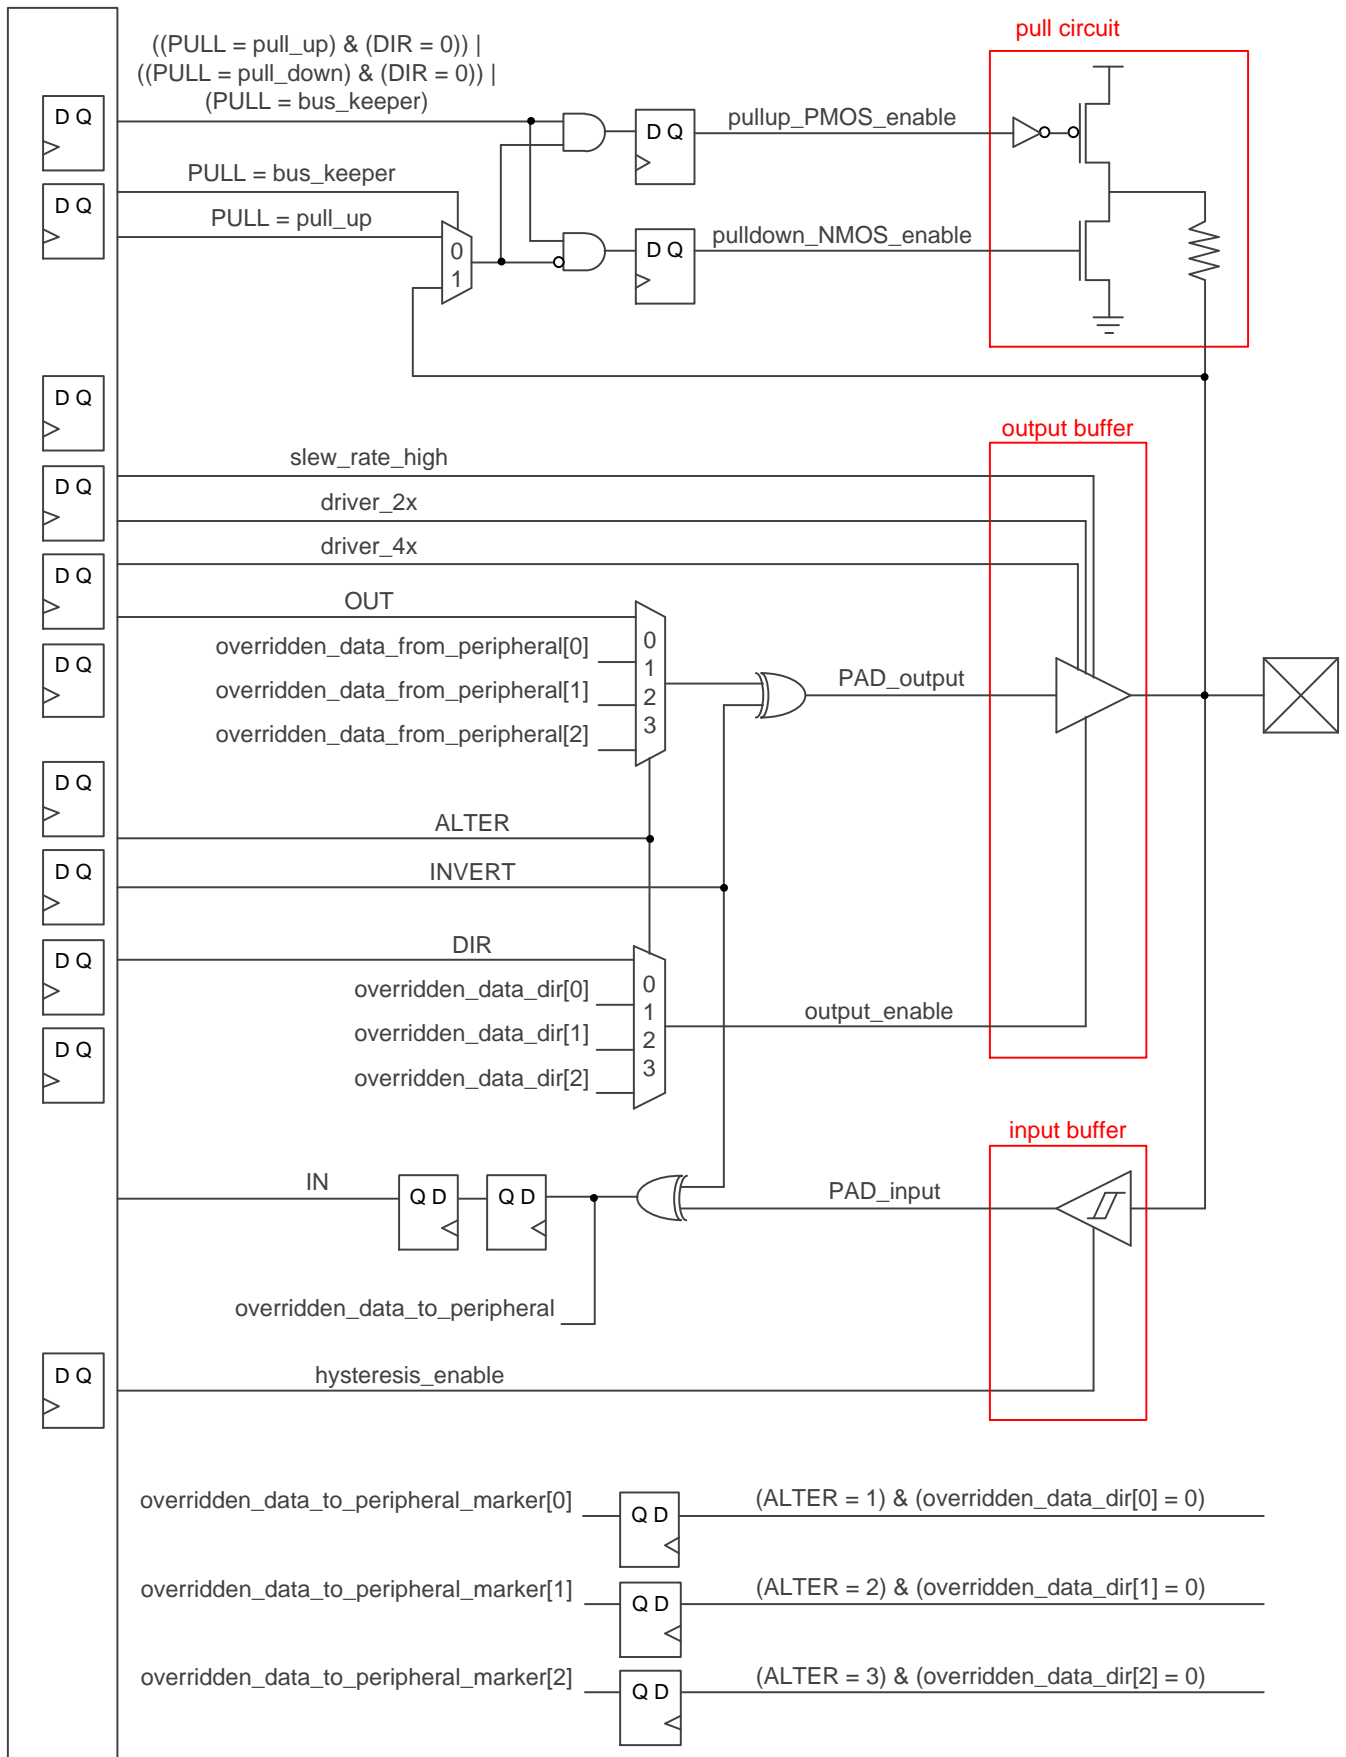 pull circuit
((PULL = pull_up) & (DIR = 0)) |
((PULL = pull_down) & (DIR = 0)) |
(PULL = bus_keeper)
D Q
D Q
pullup_PMOS_enable
PULL = bus_keeper
D Q
PULL = pull_up
0
1
D Q
pulldown_NMOS_enable
D Q
output buffer
slew_rate_high
D Q
driver_2x
driver_4x
D Q
OUT
0
1
2
3
overridden_data_from_peripheral[0]
D Q
overridden_data_from_peripheral[1]
overridden_data_from_peripheral[2]
PAD_output
D Q
ALTER
D Q
INVERT
D Q
DIR
0
1
2
3
overridden_data_dir[0]
overridden_data_dir[1]
overridden_data_dir[2]
output_enable
D Q
input buffer
IN
Q D
Q D
PAD_input
overridden_data_to_peripheral
D Q
hysteresis_enable
overridden_data_to_peripheral_marker[0]
Q D
(ALTER = 1) & (overridden_data_dir[0] = 0)
overridden_data_to_peripheral_marker[1]
Q D
(ALTER = 2) & (overridden_data_dir[1] = 0)
overridden_data_to_peripheral_marker[2]
Q D
(ALTER = 3) & (overridden_data_dir[2] = 0)